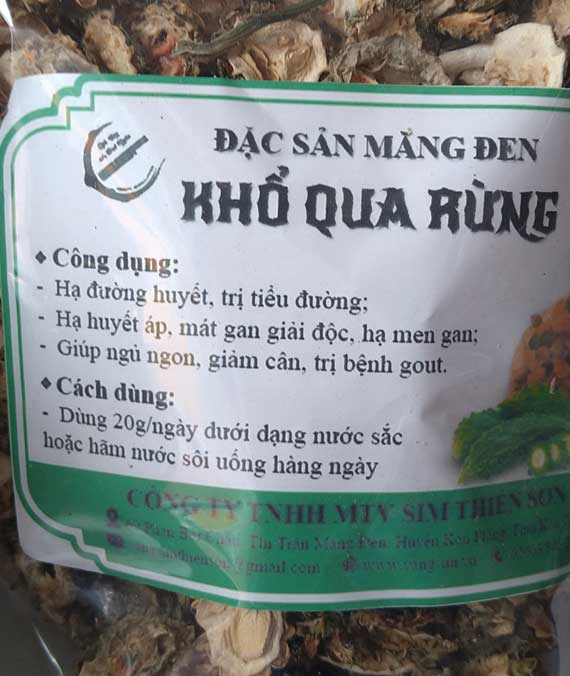 ĐẶC SẢN MĂNG ĐEN
KHỔ QUA RỪNG
Công dụng:
- Hạ đường huyết, trị tiểu đường;
- Hạ huyết áp, mát gan giải độc, hạ men gan;
- Giúp ngủ ngon, giảm cân, trị bệnh gout.
Cách dùng:
- Dùng 20g/ngày dưới dạng nước sắc
hoặc hãm nước sôi uống hàng ngày
CÔNG TY TNHH MTV SIM THIÊN SƠN
Thị Trấn Măng Đen, Huyện Kon
gmail.com